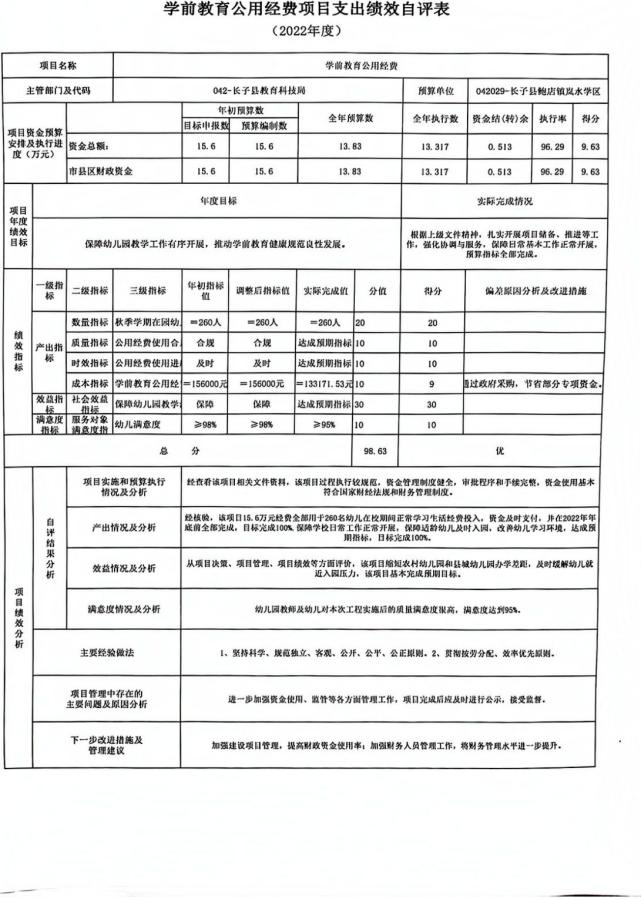 学前教育公用经费项目支出绩效自评表
（2022年度）
项目名称 学前教育公用经费
主管部门及代码 042-长子县教育科技局 预算单位 042029-长子县鲍店镇岚水学区
项目资金预算安排及执行进度（万元） 年初预算数 全年预算数 全年执行数 资金结(转)余 执行率 得分
目标申报数 预算编制数
资金总额： 15.6 15.6 13.83 13.317 0.513 96.29 9.63
市县区财政资金 15.6 15.6 13.83 13.317 0.513 96.29 9.63
项目年度绩效目标 年度目标 实际完成情况
保障幼儿园教学工作有序开展，推动学前教育健康规范良性发展。
根据上级文件精神，扎实开展项目储备、推进等工
作，强化协调与服务，保障日常基本工作正常开展，
预算指标全部完成。
绩效指标 一级指标 二级指标 三级指标 年初指标值 调整后指标值 实际完成值 分值 得分 偏差原因分析及改进措施
产出指标 数量指标 秋季学期在园幼 ＝260人 ＝260人 ＝260人 20 20
质量指标 公用经费使用合 合规 合规 达成预期指标 10 10
时效指标 公用经费使用进 及时 及时 达成预期指标 10 10
成本指标 学前教育公用经 ＝156000元 ＝156000元 ＝133171.53元 10 9 通过政府采购，节省部分专项资金。
效益指标 社会效益指标 保障幼儿园教学 保障 保障 达成预期指标 30 30
满意度指标 服务对象满意度指 幼儿满意度 ≥98% ≥98% ≥95% 10 10
总 分 98.63 优
项目绩效分析 自评结果分析
项目实施和预算执行
情况及分析
经查看该项目相关文件资料，该项目过程执行较规范，资金管理制度健全，审批程序和手续完整，资金使用基本
符合国家财经法规和财务管理制度。
产出情况及分析
经核验，该项目15.6万元经费全部用于260名幼儿在校期间正常学习生活经费投入，资金及时支付，并在2022年年
底前全部完成，目标完成100%.保障学校日常工作正常开展，保障适龄幼儿及时入园，改善幼儿学习环境，达成预
期指标，目标完成100%。
效益情况及分析
从项目决策、项目管理、项目绩效等方面评价，该项目缩短农村幼儿园和县城幼儿园办学差距，及时缓解幼儿就
近入园压力，该项目基本完成预期目标。
满意度情况及分析 幼儿园教师及幼儿对本次工程实施后的质量满意度很高，满意度达到95%。
主要经验做法 1、坚持科学、规范独立、客观、公开、公平、公正原则。2、贯彻按劳分配、效率优先原则。
项目管理中存在的
主要问题及原因分析
进一步加强资金使用、监管等各方面管理工作，项目完成后应及时进行公示，接受监督。
下一步改进措施及
管理建议
加强建设项目管理，提高财政资金使用率；加强财务人员管理工作，将财务管理水平进一步提升。